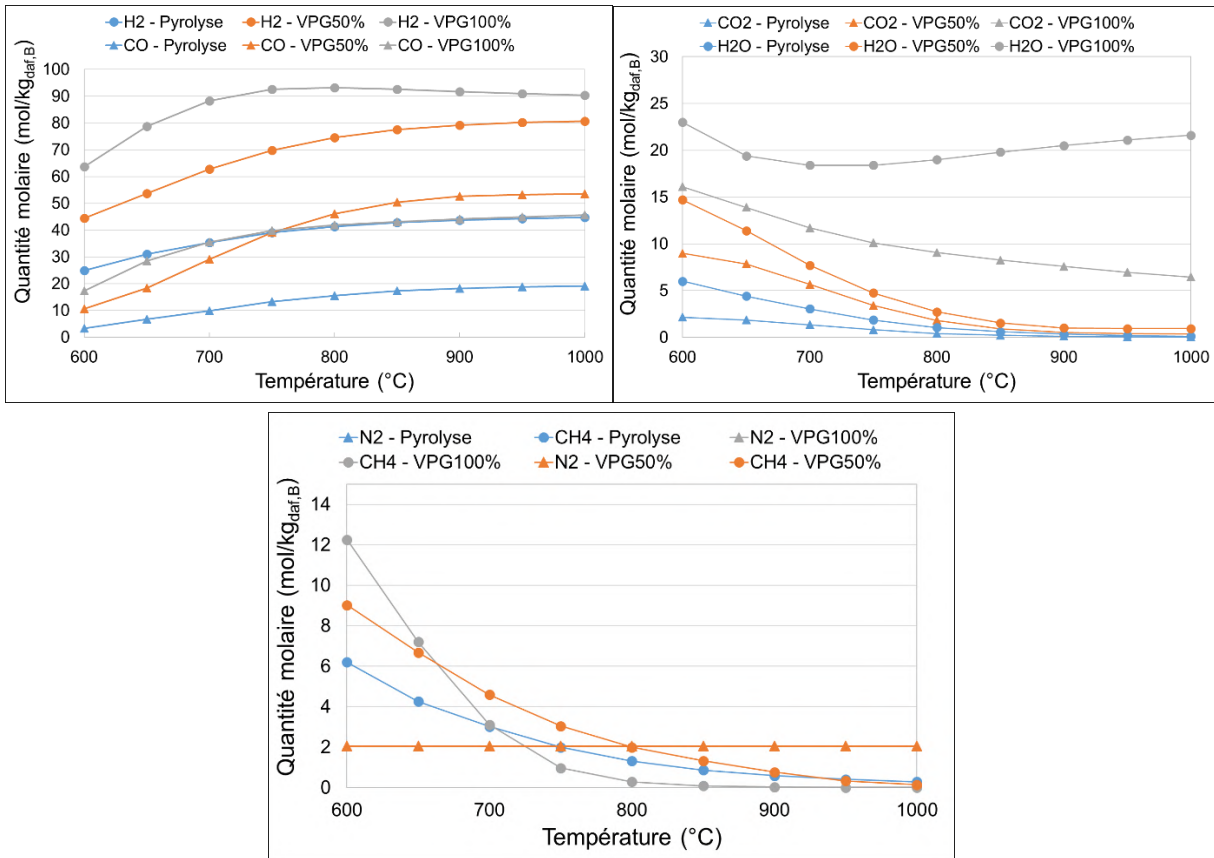 H2 - Pyrolyse H2 - VPG50% H2 - VPG100%
CO - Pyrolyse CO - VPG50% CO - VPG100%
Quantité molaire (mol/kgdaf,B)
100
90
80
70
60
50
40
30
20
10
0
600 700 800 900 1000
Température (°C)
CO2 - Pyrolyse CO2 - VPG50% CO2 - VPG100%
H2O - Pyrolyse H2O - VPG50% H2O - VPG100%
Quantité molaire (mol/kgdaf,B)
30
25
20
15
10
5
0
600 700 800 900 1000
Température (°C)
N2 - Pyrolyse CH4 - Pyrolyse N2 - VPG100%
CH4 - VPG100% N2 - VPG50% CH4 - VPG50%
Quantité molaire (mol/kgdaf,B)
14
12
10
8
6
4
2
0
600 700 800 900 1000
Température (°C)